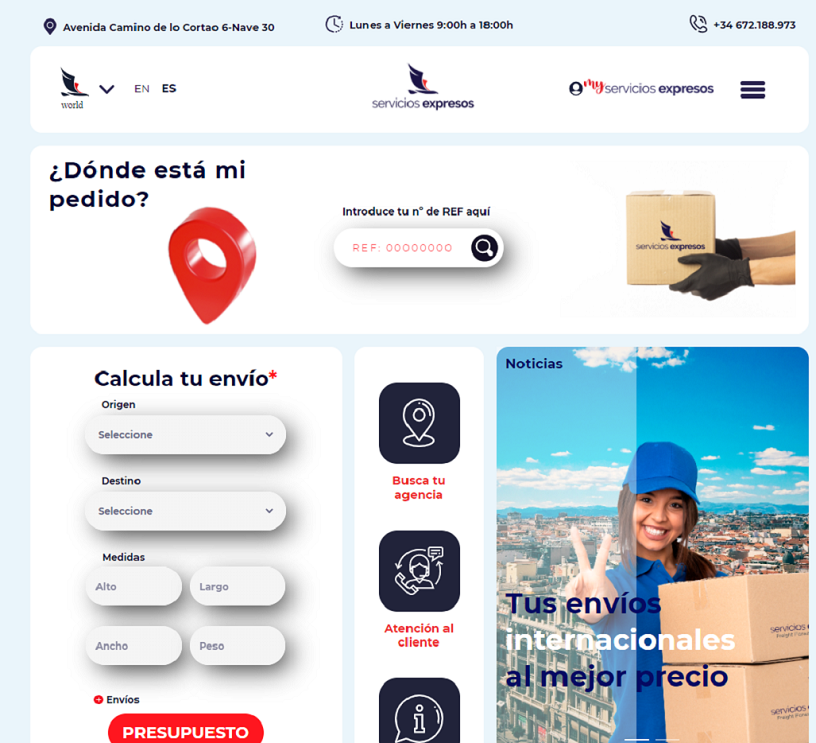 Avenida Camino de lo Cortao 6-Nave 30
Lunes a Viernes 9:00h a 18:00h
+34 672.188.973
world
EN ES
servicios expresos
my servicios expresos
¿Dónde está mi
pedido?
Introduce tu nº de REF aquí
REF: 00000000
servicios expresos
Calcula tu envío*
Origen
Seleccione
Destino
Seleccione
Medidas
Alto
Largo
Ancho
Peso
Envíos
PRESUPUESTO
Busca tu
agencia
Atención al
cliente
Noticias
Tus envíos
internacionales
al mejor precio
servicios
servicios